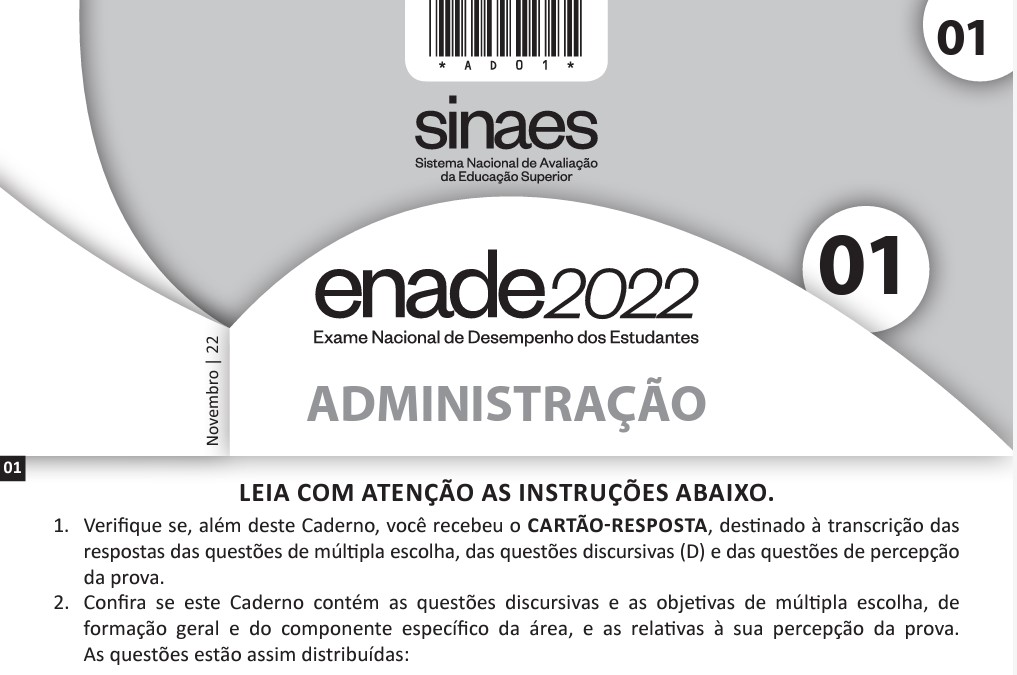 01
* A D 0 1 *
sinaes
Sistema Nacional de Avaliação
da Educação Superior
01
enade2022
Exame Nacional de Desempenho dos Estudantes
Novembro | 22
ADMINISTRAÇÃO
01
LEIA COM ATENÇÃO AS INSTRUÇÕES ABAIXO.
1. Verifique se, além deste Caderno, você recebeu o CARTÃO-RESPOSTA, destinado à transcrição das
respostas das questões de múltipla escolha, das questões discursivas (D) e das questões de percepção
da prova.
2. Confira se este Caderno contém as questões discursivas e as objetivas de múltipla escolha, de
formação geral e do componente específico da área, e as relativas à sua percepção da prova.
As questões estão assim distribuídas: